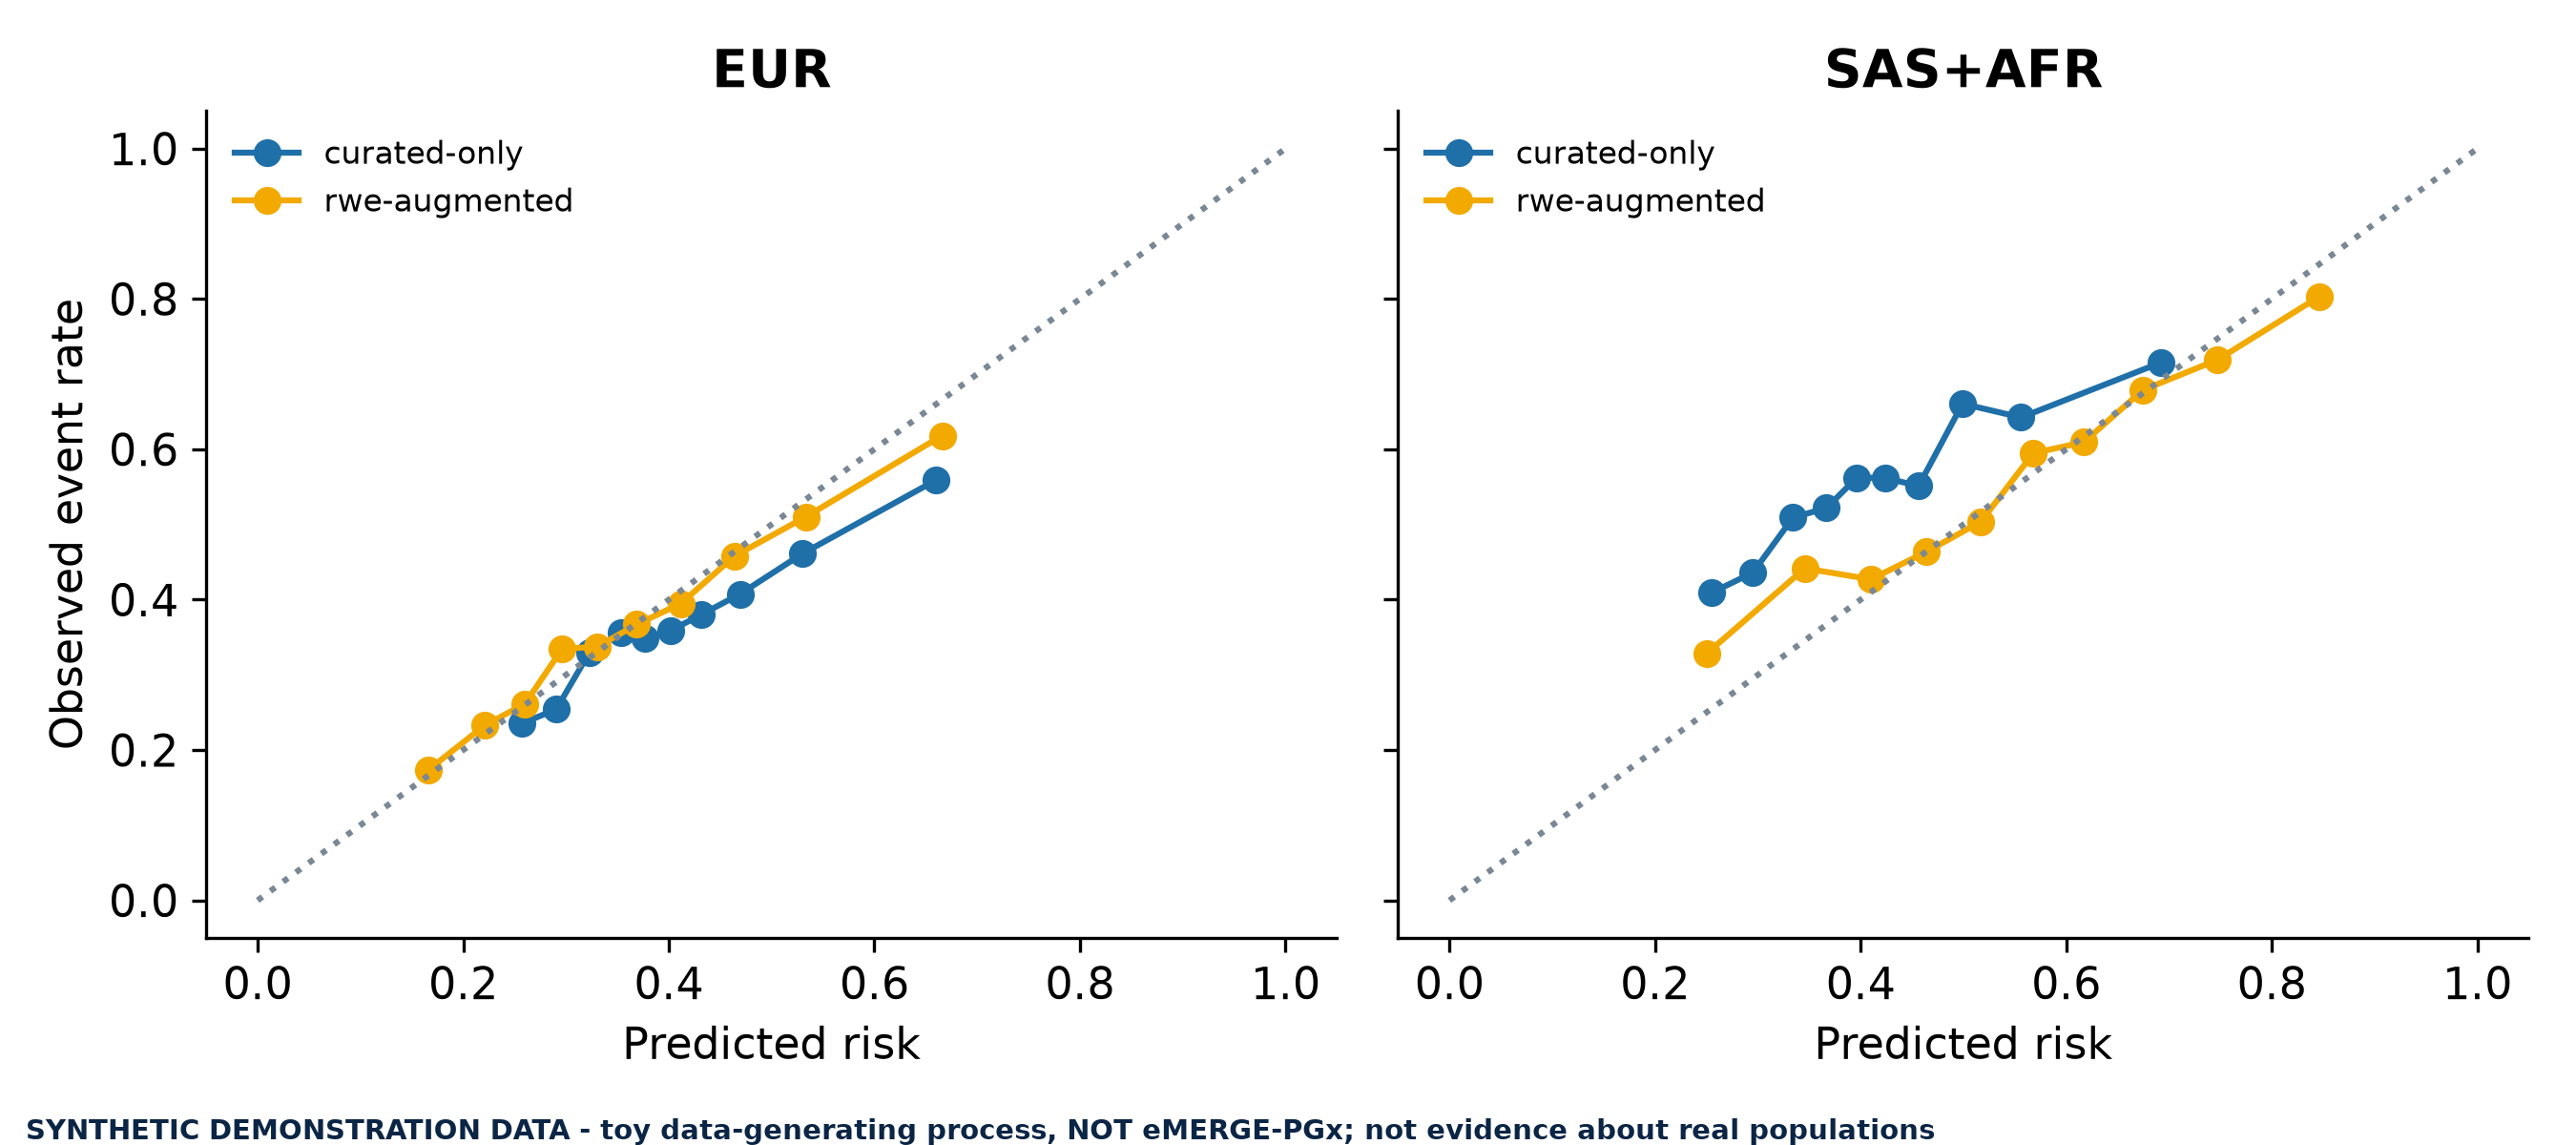 EUR
SAS+AFR
curated-only
rwe-augmented
curated-only
rwe-augmented
Observed event rate
1.0
0.8
0.6
0.4
0.2
0.0
0.0 0.2 0.4 0.6 0.8 1.0
0.0 0.2 0.4 0.6 0.8 1.0
Predicted risk
Predicted risk
SYNTHETIC DEMONSTRATION DATA - toy data-generating process, NOT eMERGE-PGx; not evidence about real populations